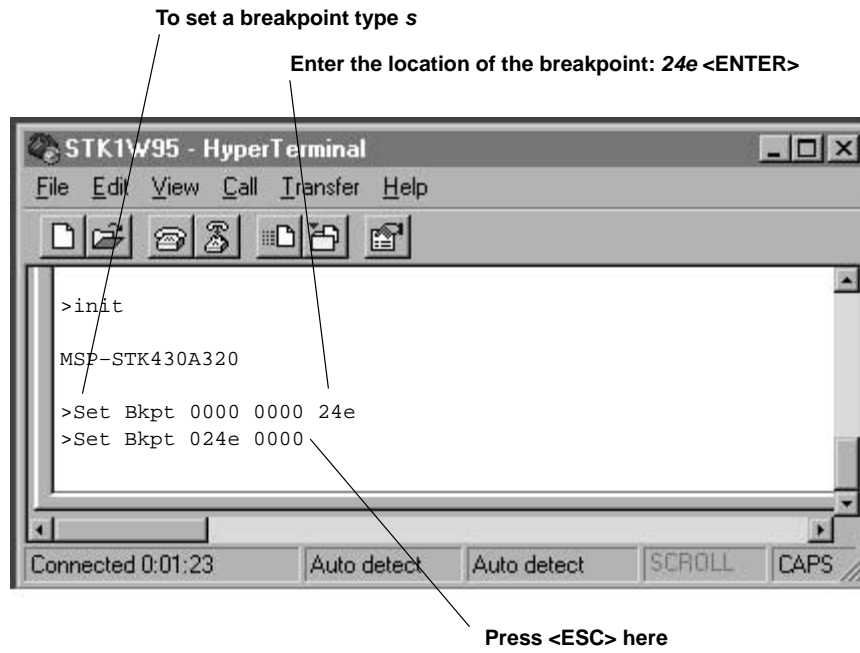 To set a breakpoint type s
Enter the location of the breakpoint: 24e <ENTER>
STK1W95 - HyperTerminal
File Edit View Call Transfer Help
>init
MSP-STK430A320
>Set Bkpt 0000 0000 24e
>Set Bkpt 024e 0000
Connected 0:01:23 Auto detect Auto detect SCROLL CAPS
Press <ESC> here